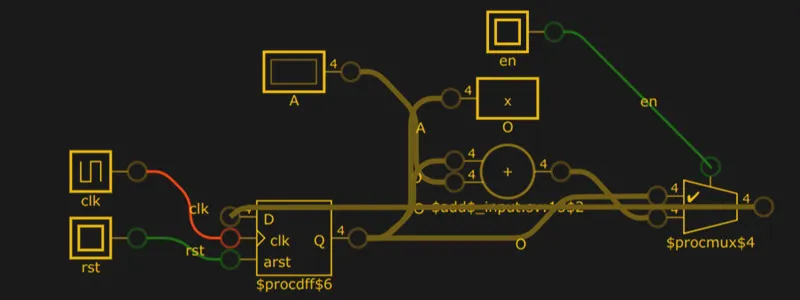 en
4
A
4
x
O
A
en
4
4
+
4
clk
clk
4
D
clk
Q
4
arst
rst
rst
$procdff$6
O
$add$_input.sv:13$2
4
✔
4
4
$procmux$4
O